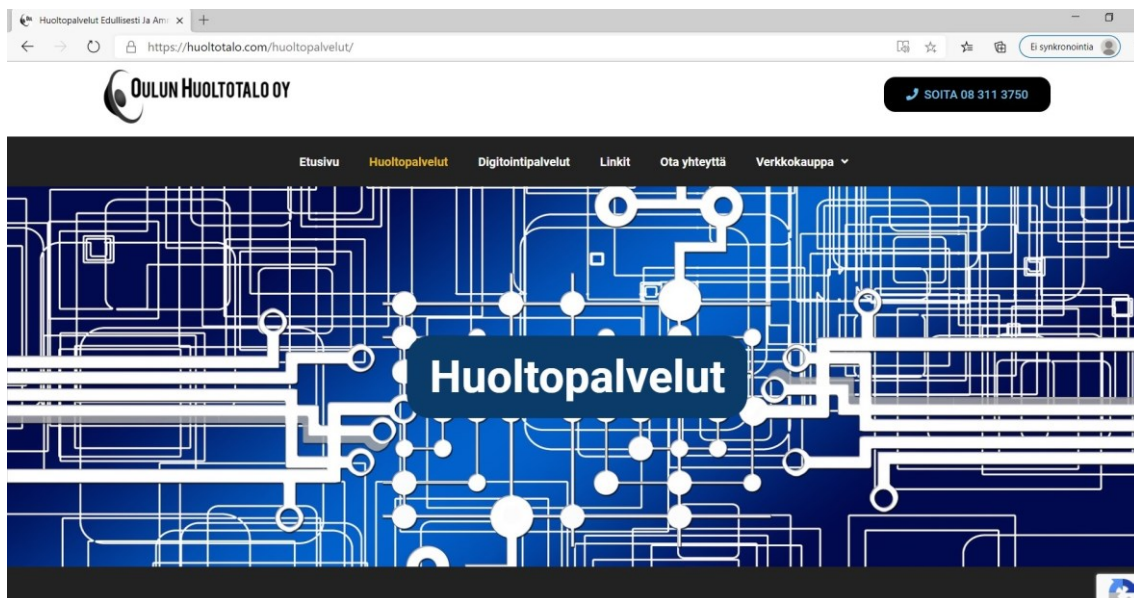 Huoltopalvelut Edullisesti Ja Am
https://huoltotalo.com/huoltopalvelut/
Ei synkronointia
OULUN HUOLTOTALO OY
SOITA 08 311 3750
Etusivu Huoltopalvelut Digitointipalvelut Linkit Ota yhteyttä Verkkokauppa
Huoltopalvelut